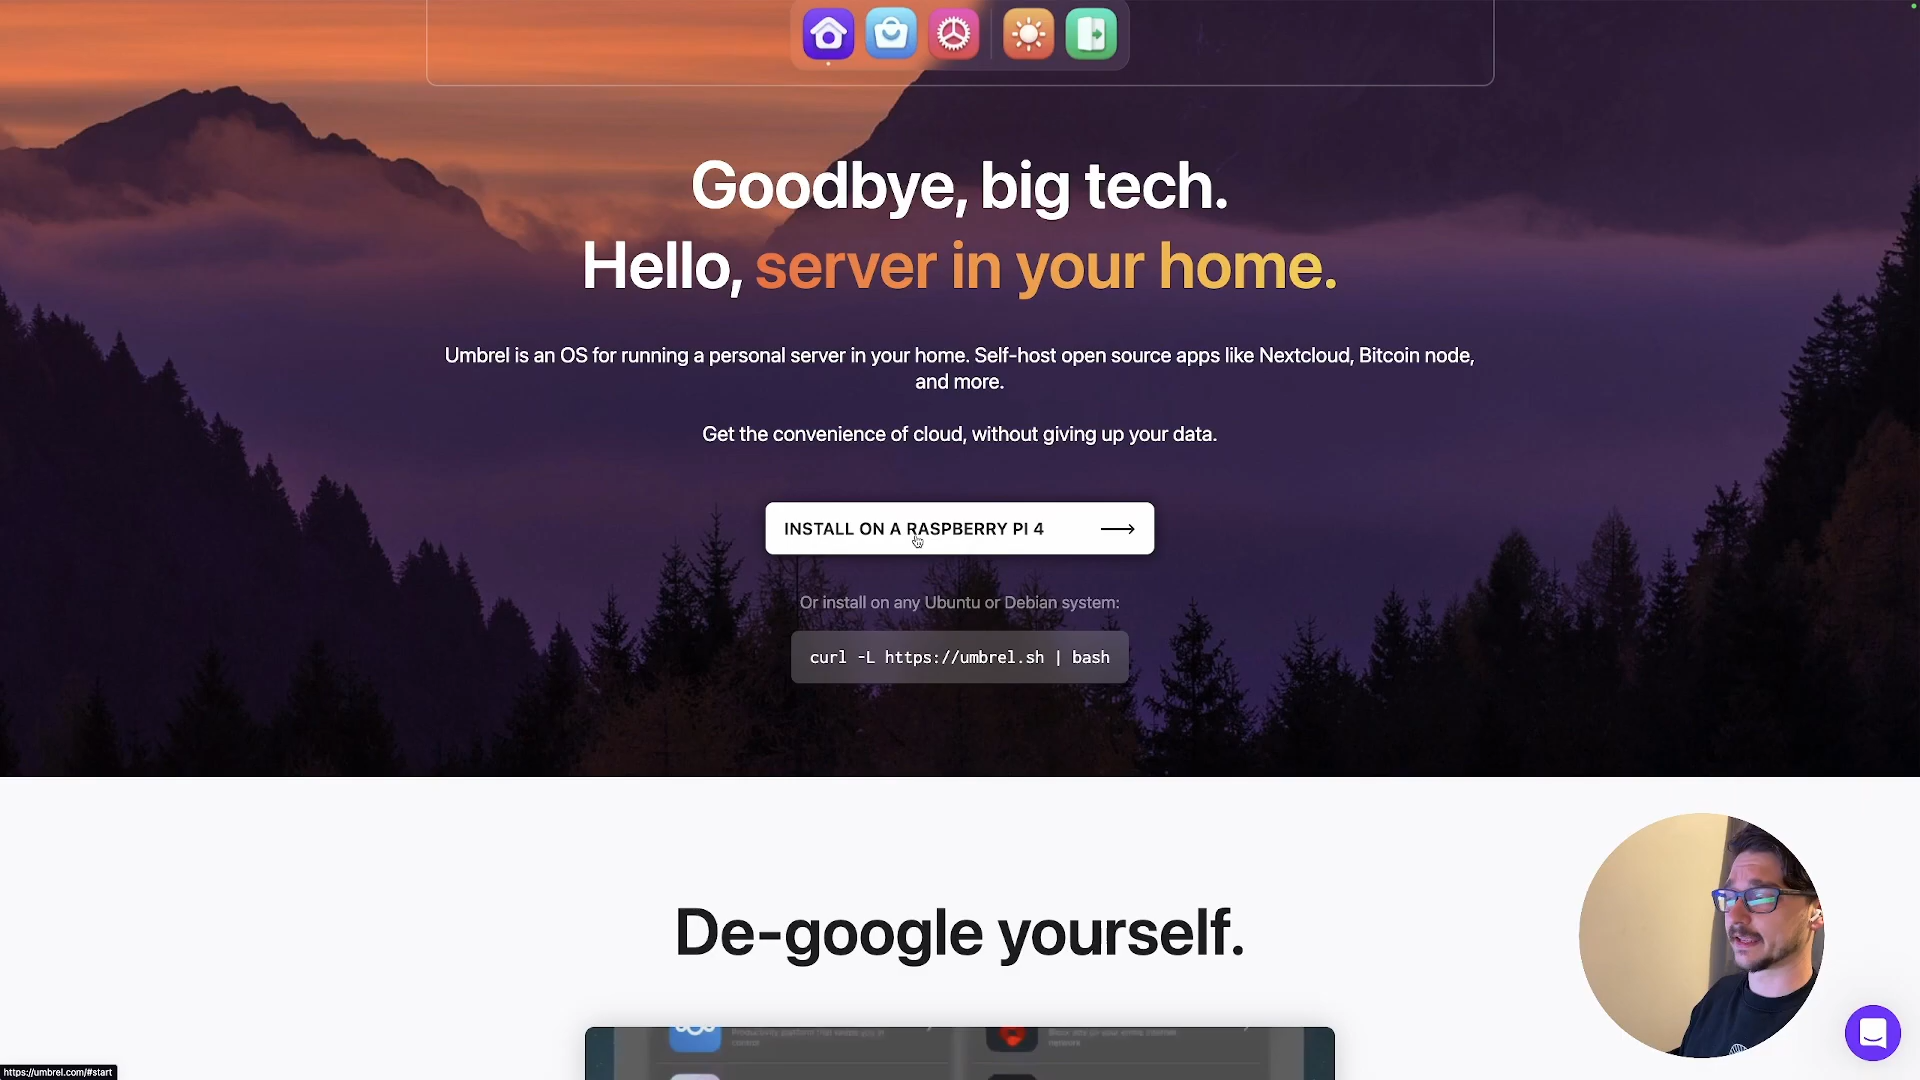 Goodbye, big tech.
Hello, server in your home.
Umbrel is an OS for running a personal server in your home. Self-host open source apps like Nextcloud, Bitcoin node,
and more.
Get the convenience of cloud, without giving up your data.
INSTALL ON A RASPBERRY PI 4
Or install on any Ubuntu or Debian system:
curl -L https://umbrel.sh | bash
De-google yourself.
https://umbrel.com/#start